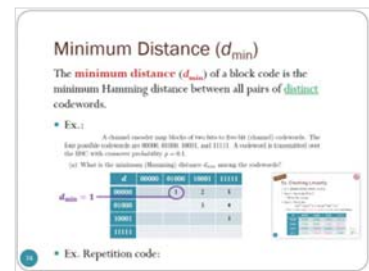 Minimum Distance (dmin)
The minimum distance (dmin) of a block code is the
minimum Hamming distance between all pairs of distinct
codewords.
• Ex.:
A channel encoder map blocks of two bits to five-bit (channel) codewords. The
four possible codewords are 00000, 01000, 10001, and 11111. A codeword is transmitted over
the BSC with crossover probability p = 0.1.
(a) What is the minimum (Hamming) distance dmin among the codewords?
d 00000 01000 10001 11111
dmin = 1
00000 1 2 5
01000 3 4
10001 3
11111
• Ex. Repetition code: